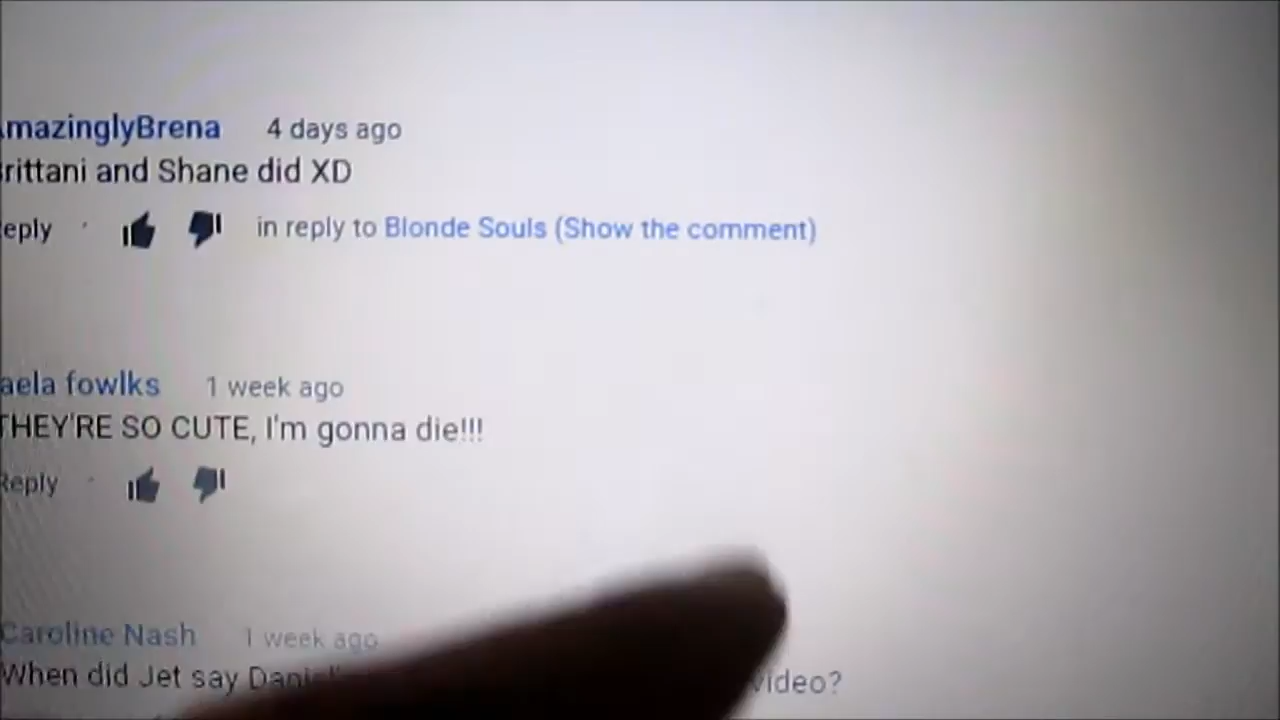 mazinglyBrena 4 days ago
rittani and Shane did XD
eply · in reply to Blonde Souls (Show the comment)
aela fowlks 1 week ago
THEY'RE SO CUTE, I'm gonna die!!!
Reply ·
Caroline Nash 1 week ago
When did Jet say video?